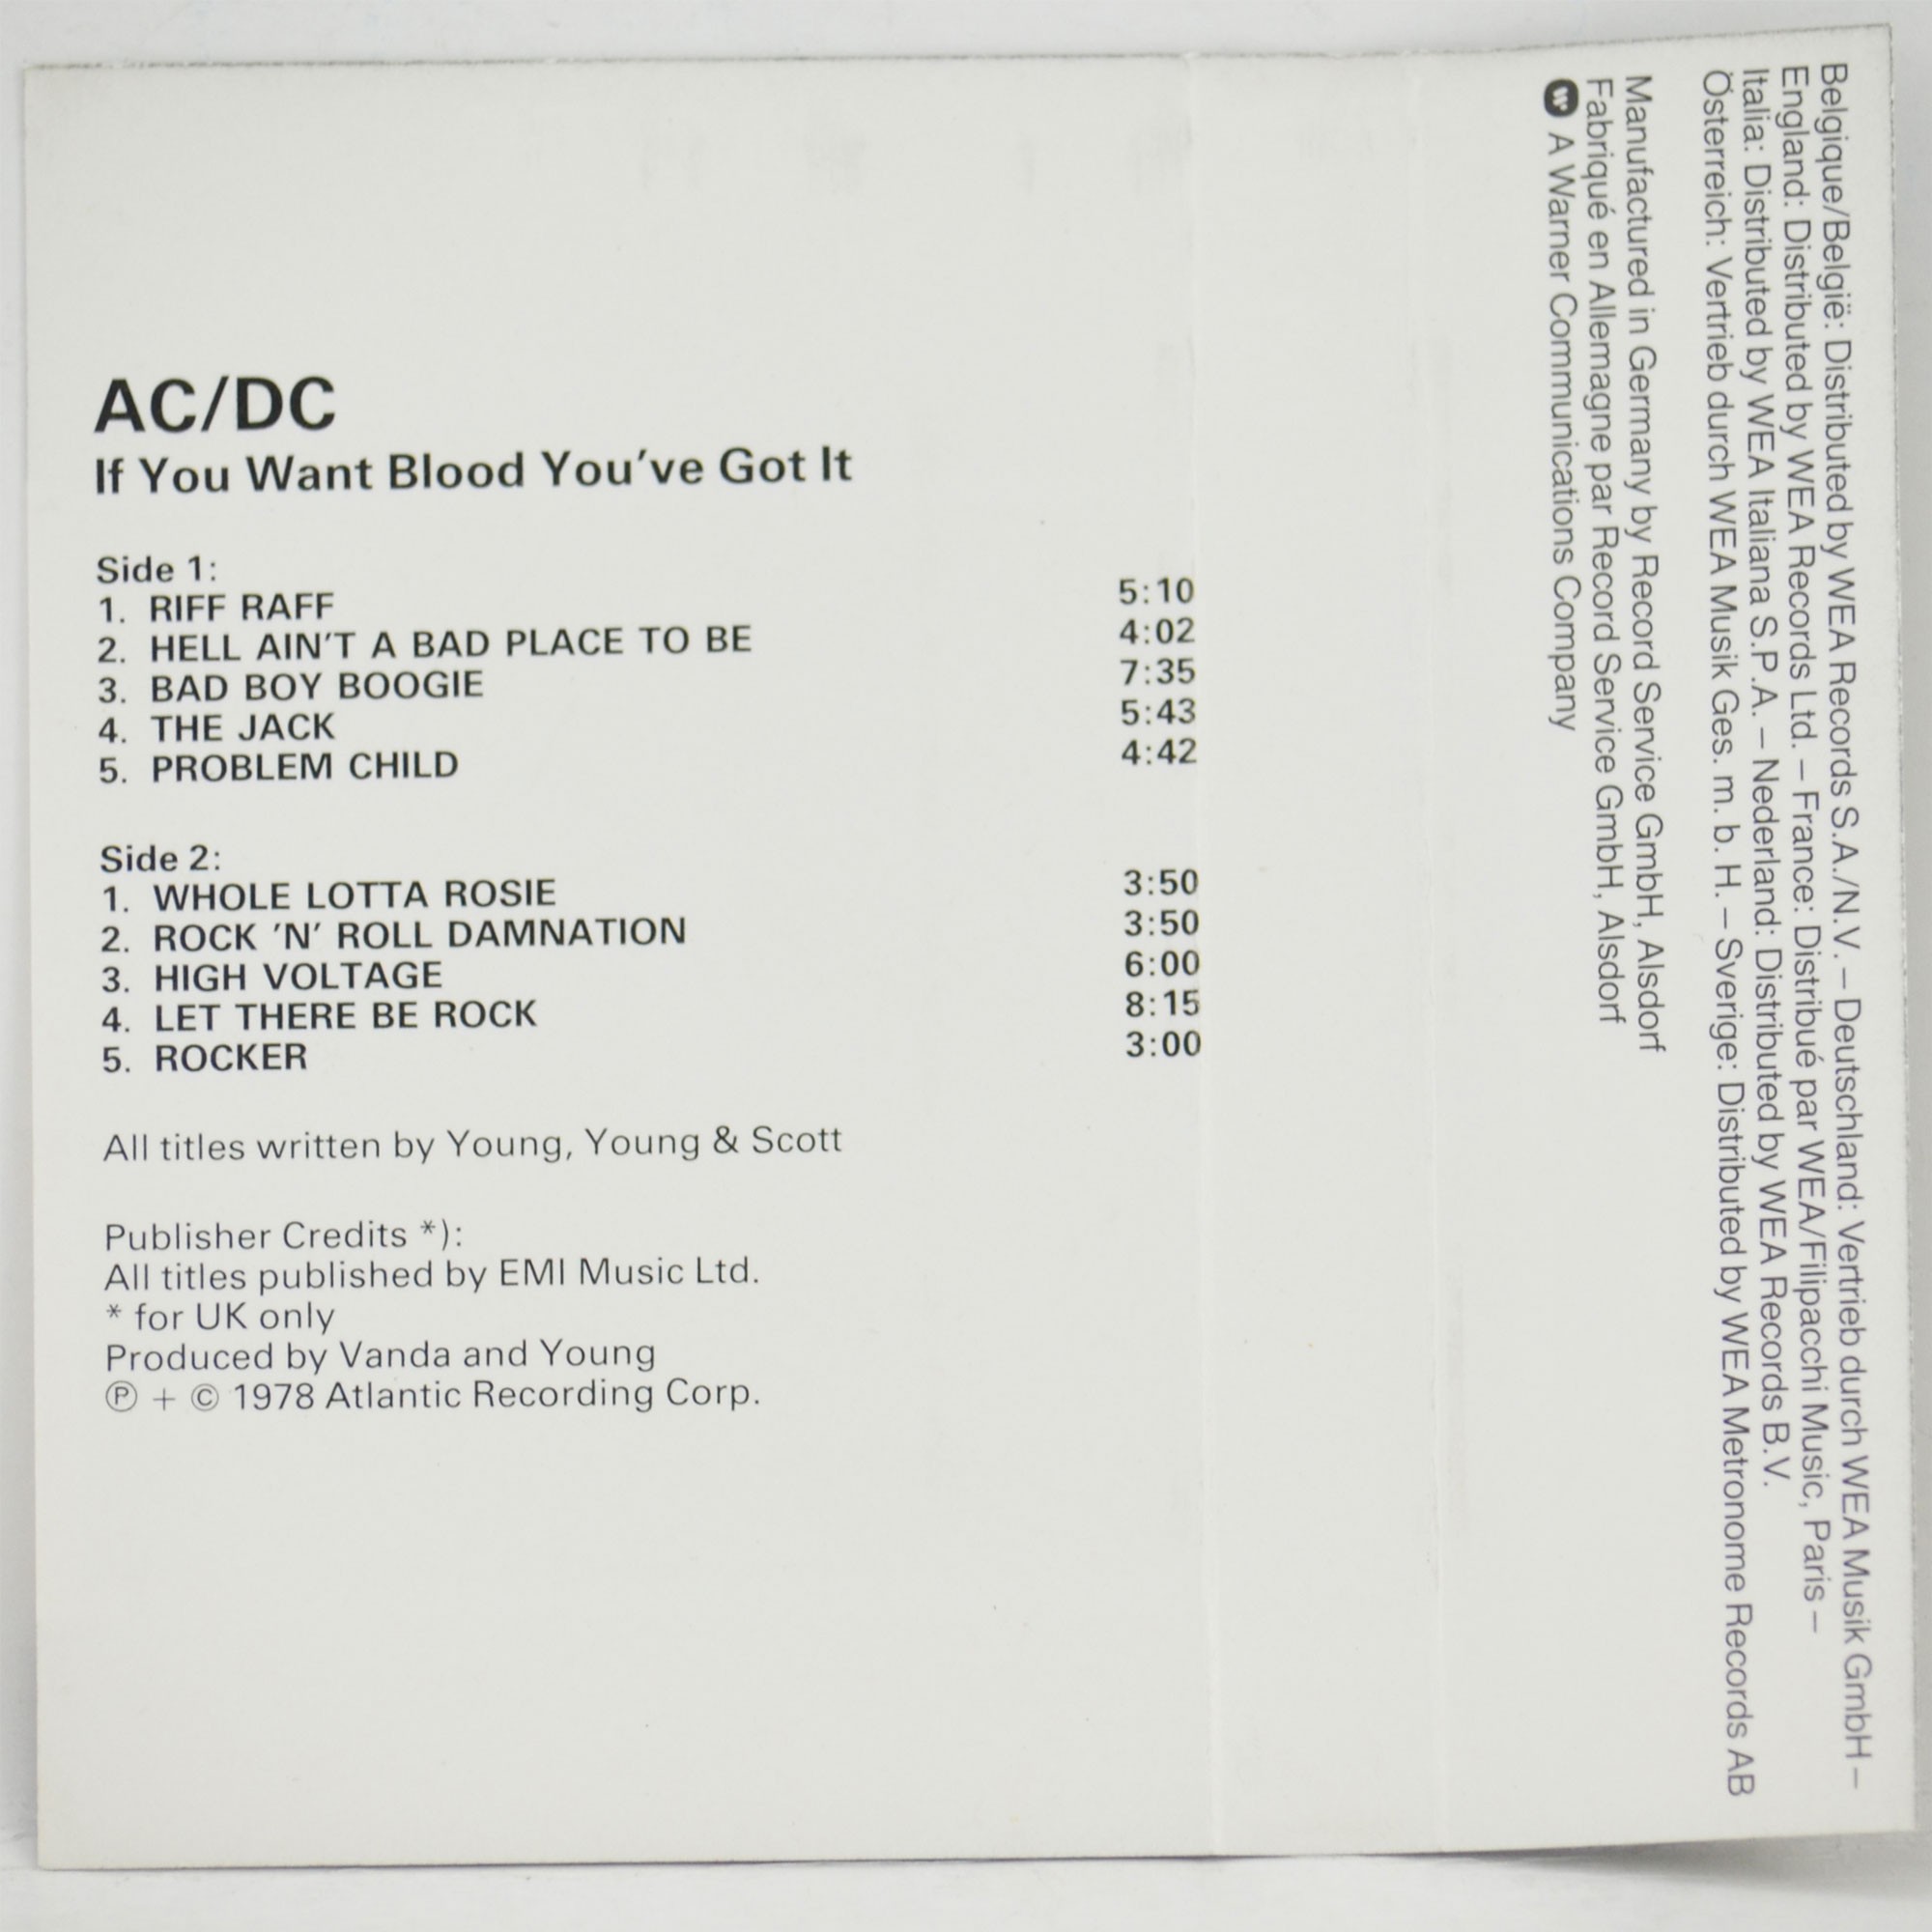 AC/DC
If You Want Blood You've Got It
Side 1:
1. RIFF RAFF 5:10
2. HELL AIN'T A BAD PLACE TO BE 4:02
3. BAD BOY BOOGIE 7:35
4. THE JACK 5:43
5. PROBLEM CHILD 4:42
Side 2:
1. WHOLE LOTTA ROSIE 3:50
2. ROCK 'N' ROLL DAMNATION 3:50
3. HIGH VOLTAGE 6:00
4. LET THERE BE ROCK 8:15
5. ROCKER 3:00
All titles written by Young, Young & Scott
Publisher Credits *):
All titles published by EMI Music Ltd.
* for UK only
Produced by Vanda and Young
℗ + © 1978 Atlantic Recording Corp.
Belgique/België: Distributed by WEA Records S.A./N.V. – Deutschland: Vertrieb durch WEA Musik GmbH –
England: Distributed by WEA Records Ltd. – France: Distribué par WEA/Filipacchi Music, Paris –
Italia: Distributed by WEA Italiana S.P.A. – Nederland: Distributed by WEA Records B.V.
Österreich: Vertrieb durch WEA Musik Ges. m. b. H. – Sverige: Distributed by WEA Metronome Records AB
Manufactured in Germany by Record Service GmbH, Alsdorf
Fabriqué en Allemagne par Record Service GmbH, Alsdorf
W A Warner Communications Company